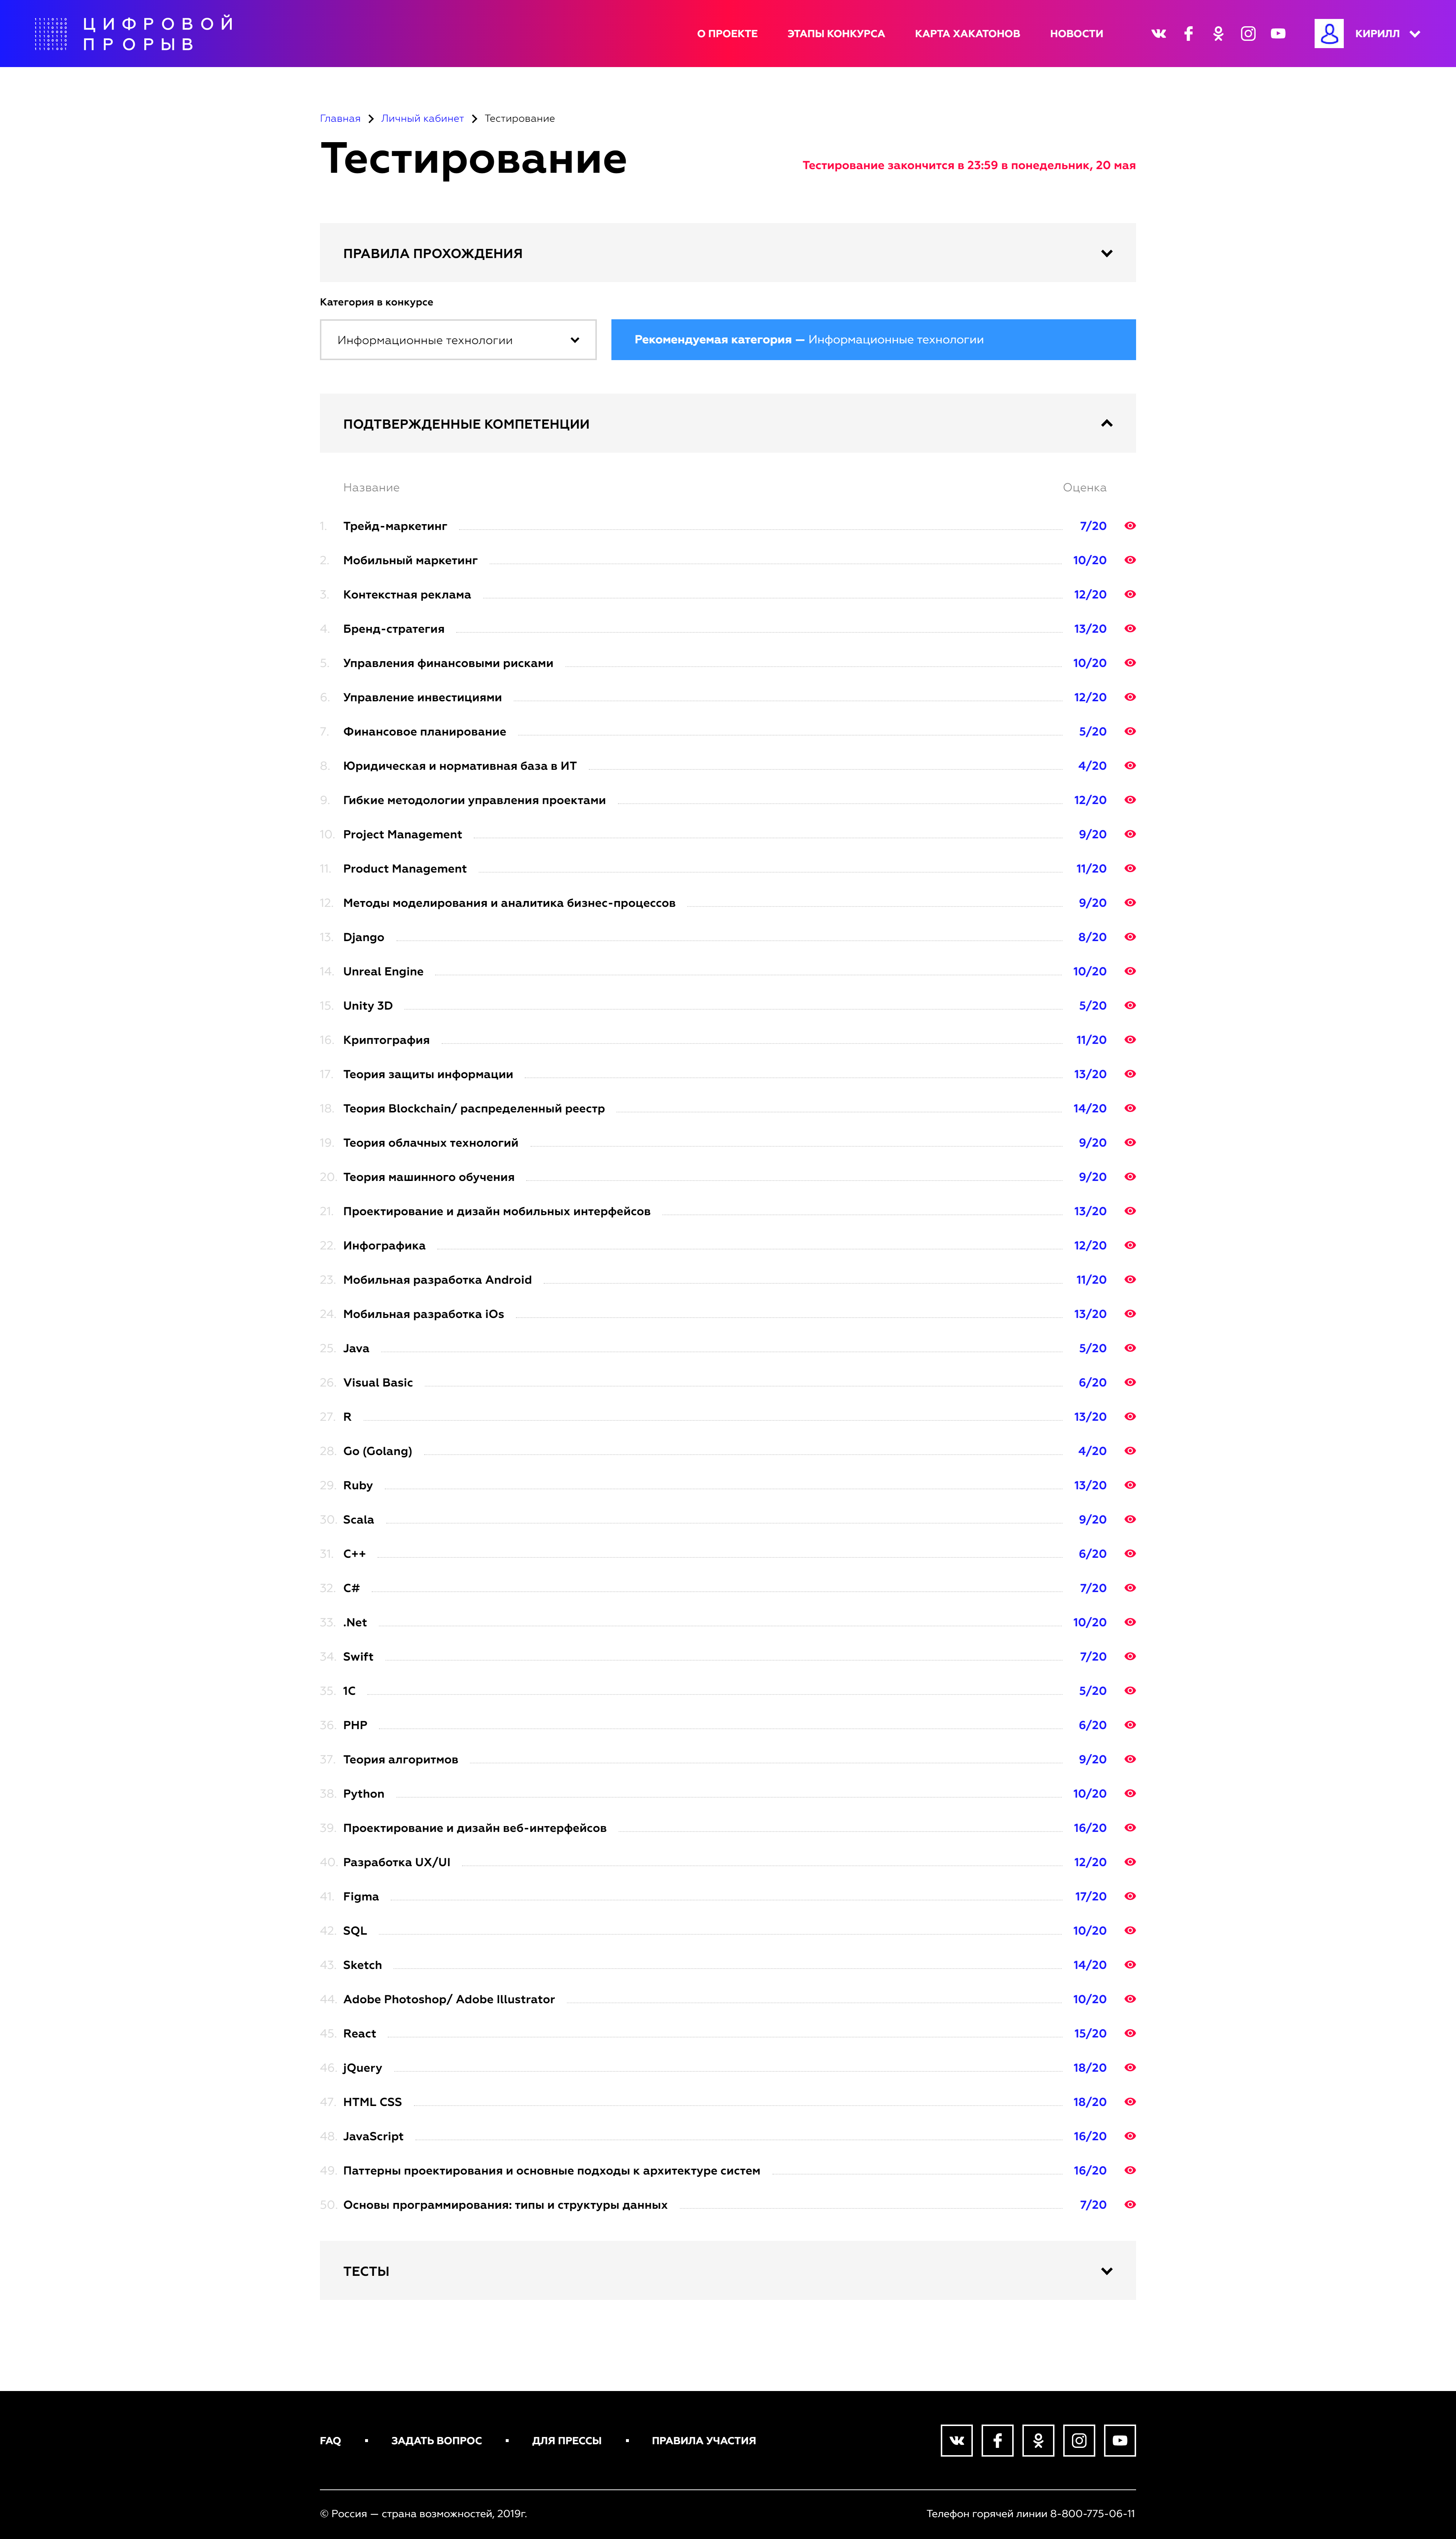 ЦИФРОВОЙ
ПРОРЫВ
О ПРОЕКТЕ ЭТАПЫ КОНКУРСА КАРТА ХАКАТОНОВ НОВОСТИ КИРИЛЛ
Главная Личный кабинет Тестирование
Тестирование
Тестирование закончится в 23:59 в понедельник, 20 мая
ПРАВИЛА ПРОХОЖДЕНИЯ
Категория в конкурсе
Информационные технологии
Рекомендуемая категория — Информационные технологии
ПОДТВЕРЖДЕННЫЕ КОМПЕТЕНЦИИ
Название Оценка
1. Трейд-маркетинг 7/20
2. Мобильный маркетинг 10/20
3. Контекстная реклама 12/20
4. Бренд-стратегия 13/20
5. Управления финансовыми рисками 10/20
6. Управление инвестициями 12/20
7. Финансовое планирование 5/20
8. Юридическая и нормативная база в ИТ 4/20
9. Гибкие методологии управления проектами 12/20
10. Project Management 9/20
11. Product Management 11/20
12. Методы моделирования и аналитика бизнес-процессов 9/20
13. Django 8/20
14. Unreal Engine 10/20
15. Unity 3D 5/20
16. Криптография 11/20
17. Теория защиты информации 13/20
18. Теория Blockchain/ распределенный реестр 14/20
19. Теория облачных технологий 9/20
20. Теория машинного обучения 9/20
21. Проектирование и дизайн мобильных интерфейсов 13/20
22. Инфографика 12/20
23. Мобильная разработка Android 11/20
24. Мобильная разработка iOs 13/20
25. Java 5/20
26. Visual Basic 6/20
27. R 13/20
28. Go (Golang) 4/20
29. Ruby 13/20
30. Scala 9/20
31. C++ 6/20
32. C# 7/20
33. .Net 10/20
34. Swift 7/20
35. 1C 5/20
36. PHP 6/20
37. Теория алгоритмов 9/20
38. Python 10/20
39. Проектирование и дизайн веб-интерфейсов 16/20
40. Разработка UX/UI 12/20
41. Figma 17/20
42. SQL 10/20
43. Sketch 14/20
44. Adobe Photoshop/ Adobe Illustrator 10/20
45. React 15/20
46. jQuery 18/20
47. HTML CSS 18/20
48. JavaScript 16/20
49. Паттерны проектирования и основные подходы к архитектуре систем 16/20
50. Основы программирования: типы и структуры данных 7/20
ТЕСТЫ
FAQ ▪ ЗАДАТЬ ВОПРОС ▪ ДЛЯ ПРЕССЫ ▪ ПРАВИЛА УЧАСТИЯ
© Россия — страна возможностей, 2019г.
Телефон горячей линии 8-800-775-06-11